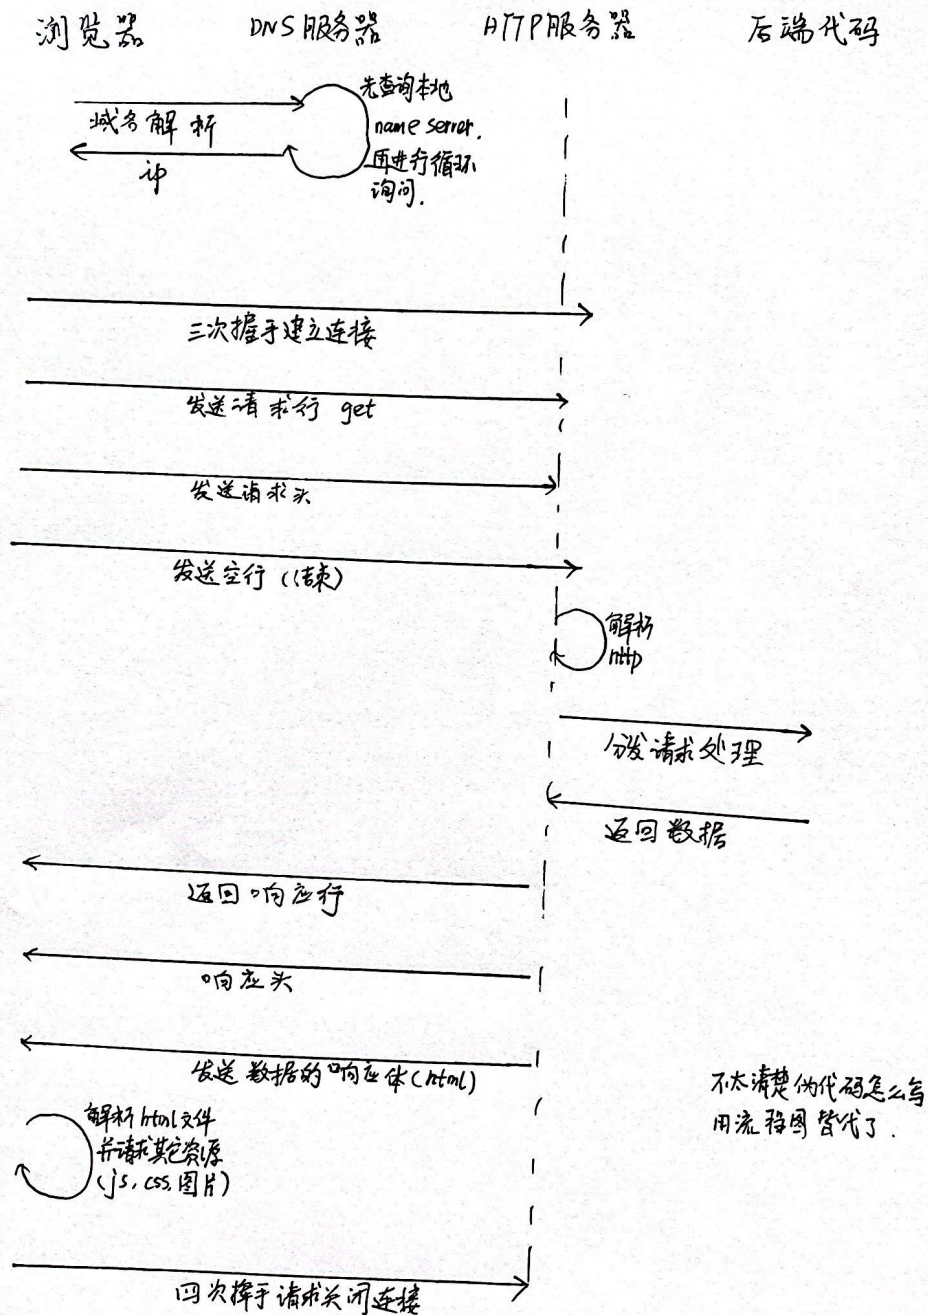 浏览器 DNS服务器 HTTP服务器 后端代码
先查询本地
name server.
再进行循环
询问.
域名解析
ip
三次握手建立连接
发送请求行 get
发送请求头
发送空行 (结束)
解析
http
分发请求处理
返回数据
返回响应行
响应头
发送数据的响应体(html)
不太清楚伪代码怎么写
用流程图替代了.
解析html文件
并请求其它资源
(js, css, 图片)
四次挥手请求关闭连接